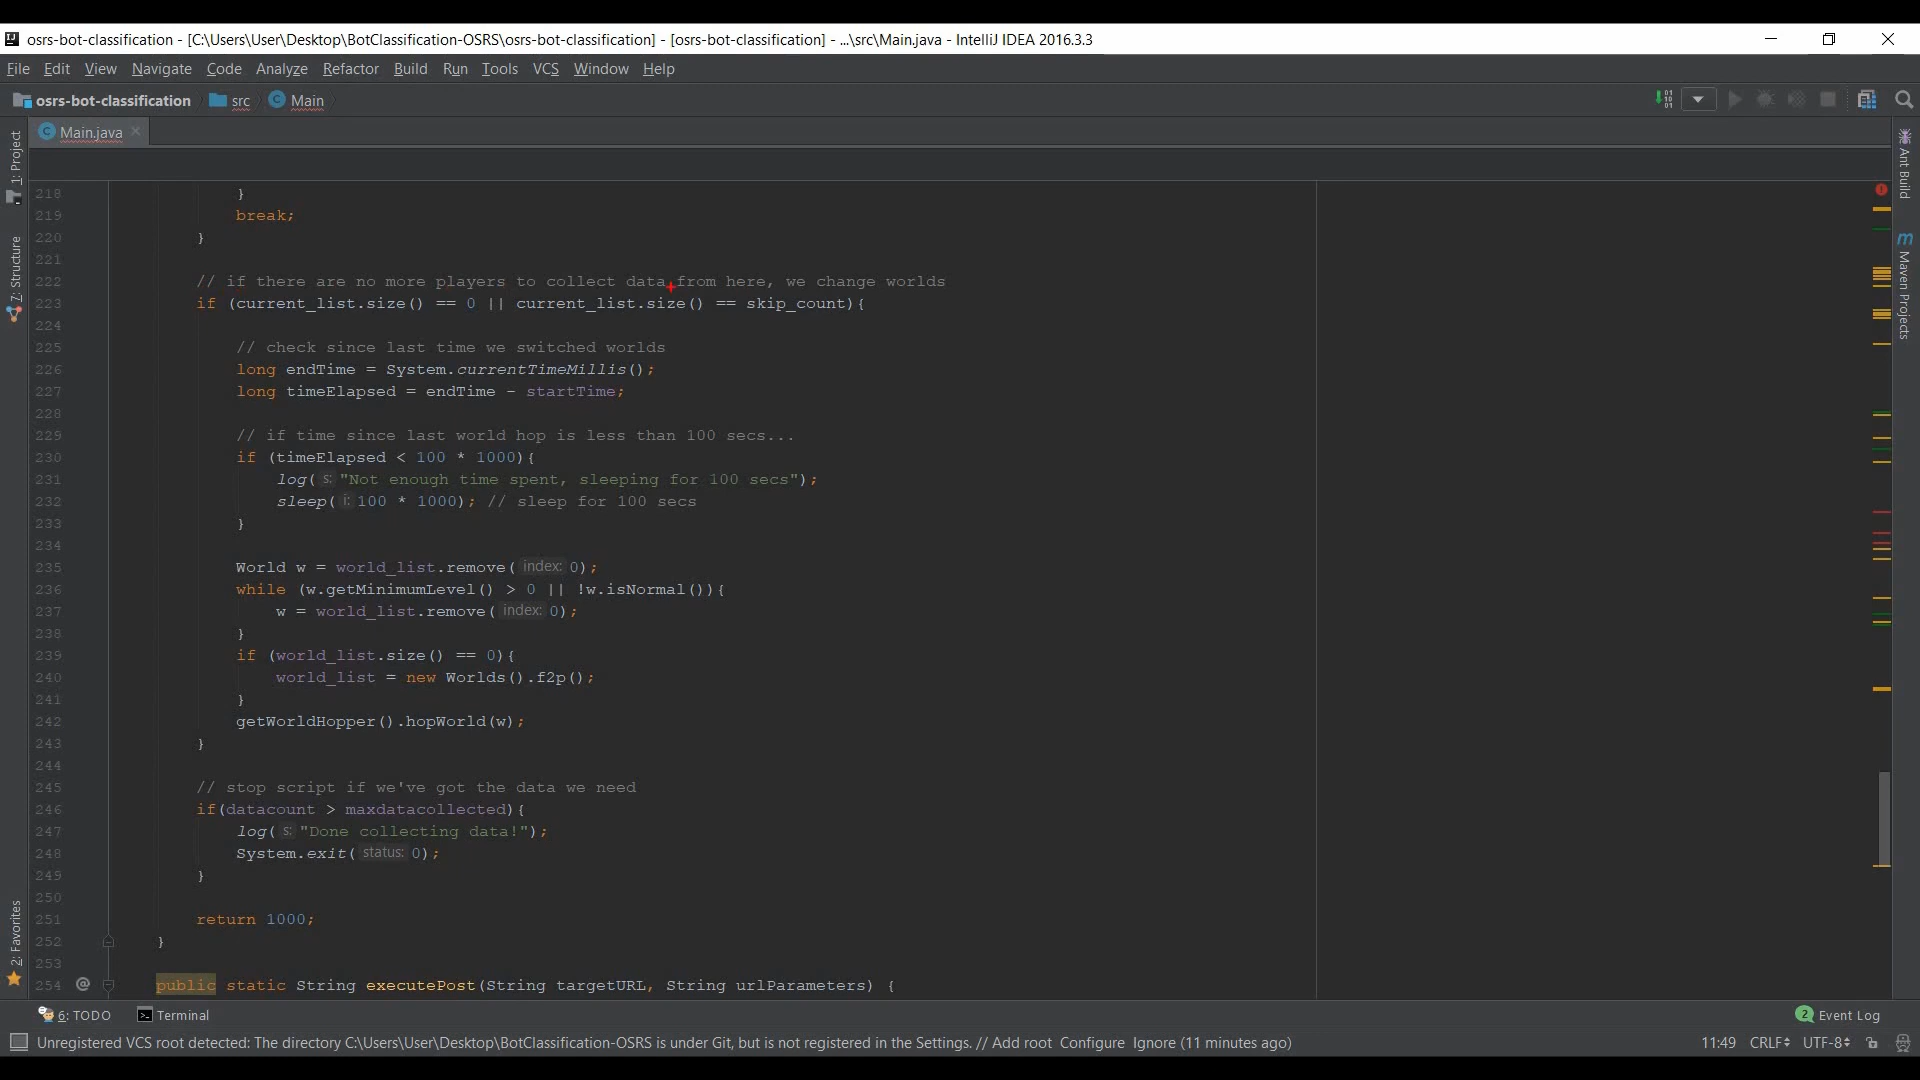 osrs-bot-classification - [C:\Users\User\Desktop\BotClassification-OSRS\osrs-bot-classification] - [osrs-bot-classification] - ...\src\Main.java - IntelliJ IDEA 2016.3.3
File Edit View Navigate Code Analyze Refactor Build Run Tools VCS Window Help
osrs-bot-classification src Main
Main.java
1: Project
7: Structure
2: Favorites
Ant Build
Maven Projects
218 }
219 break;
220 }
221
222 // if there are no more players to collect data from here, we change worlds
223 if (current_list.size() == 0 || current_list.size() == skip_count){
224
225 // check since last time we switched worlds
226 long endTime = System.currentTimeMillis();
227 long timeElapsed = endTime - startTime;
228
229 // if time since last world hop is less than 100 secs...
230 if (timeElapsed < 100 * 1000){
231 log( s: "Not enough time spent, sleeping for 100 secs");
232 sleep( i: 100 * 1000); // sleep for 100 secs
233 }
234
235 World w = world_list.remove( index: 0);
236 while (w.getMinimumLevel() > 0 || !w.isNormal()){
237 w = world_list.remove( index: 0);
238 }
239 if (world_list.size() == 0){
240 world_list = new Worlds().f2p();
241 }
242 getWorldHopper().hopWorld(w);
243 }
244
245 // stop script if we've got the data we need
246 if(datacount > maxdatacollected){
247 log( s: "Done collecting data!");
248 System.exit( status: 0);
249 }
250
251 return 1000;
252 }
253
254 @ public static String executePost(String targetURL, String urlParameters) {
6: TODO Terminal 2 Event Log
Unregistered VCS root detected: The directory C:\Users\User\Desktop\BotClassification-OSRS is under Git, but is not registered in the Settings. // Add root Configure Ignore (11 minutes ago) 11:49 CRLF UTF-8